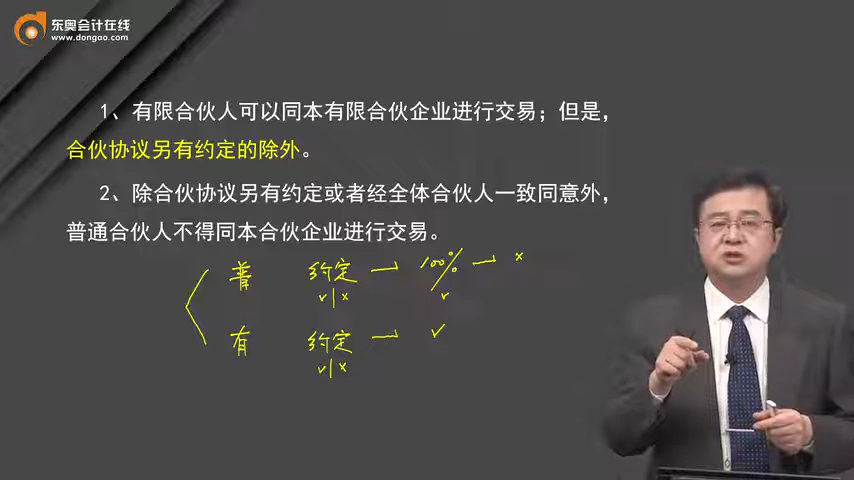 东奥会计在线
www.dongao.com
1、有限合伙人可以同本有限合伙企业进行交易；但是，
合伙协议另有约定的除外。
2、除合伙协议另有约定或者经全体合伙人一致同意外，
普通合伙人不得同本合伙企业进行交易。
普 约定 → 100% → ×
√|× √
有 约定 → √
√|×